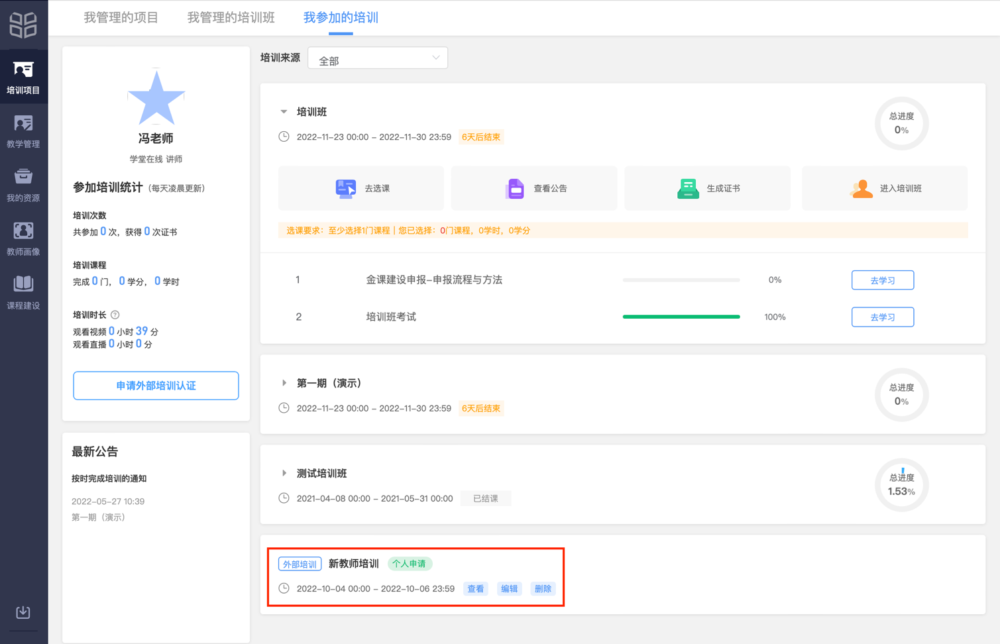 我管理的项目 我管理的培训班 我参加的培训
培训项目
教学管理
我的资源
教师画像
课程建设
冯老师
学堂在线 讲师
参加培训统计（每天凌晨更新）
培训次数
共参加 0 次，获得 0 次证书
培训课程
完成 0 门， 0 学分， 0 学时
培训时长 ?
观看视频 0 小时 39 分
观看直播 0 小时 0 分
申请外部培训认证
最新公告
按时完成培训的通知
2022-05-27 10:39
第一期（演示）
培训来源 全部
培训班
2022-11-23 00:00 - 2022-11-30 23:59 6天后结束
总进度
0%
去选课 查看公告 生成证书 进入培训班
选课要求：至少选择1门课程 | 您已选择：0门课程，0学时，0学分
1 金课建设申报-申报流程与方法 0% 去学习
2 培训班考试 100% 去学习
第一期（演示）
2022-11-23 00:00 - 2022-11-30 23:59 6天后结束
总进度
0%
测试培训班
2021-04-08 00:00 - 2021-05-31 00:00 已结课
总进度
1.53%
外部培训 新教师培训 个人申请
2022-10-04 00:00 - 2022-10-06 23:59 查看 编辑 删除